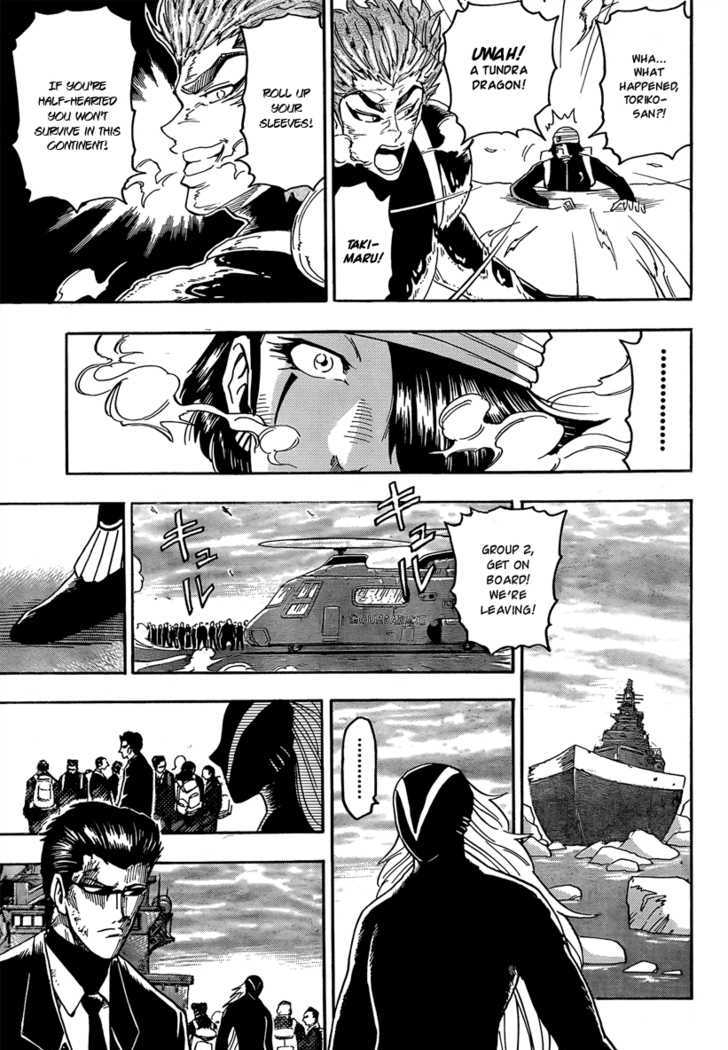 WHA...
WHAT
HAPPENED,
TORIKO-
SAN?!
UWAH!
A TUNDRA
DRAGON!
TAKI-
MARU!
ROLL UP
YOUR
SLEEVES!
IF YOU'RE
HALF-HEARTED
YOU WON'T
SURVIVE IN THIS
CONTINENT!
..........
GROUP 2,
GET ON
BOARD!
WE'RE
LEAVING!
キュル
キュル
........